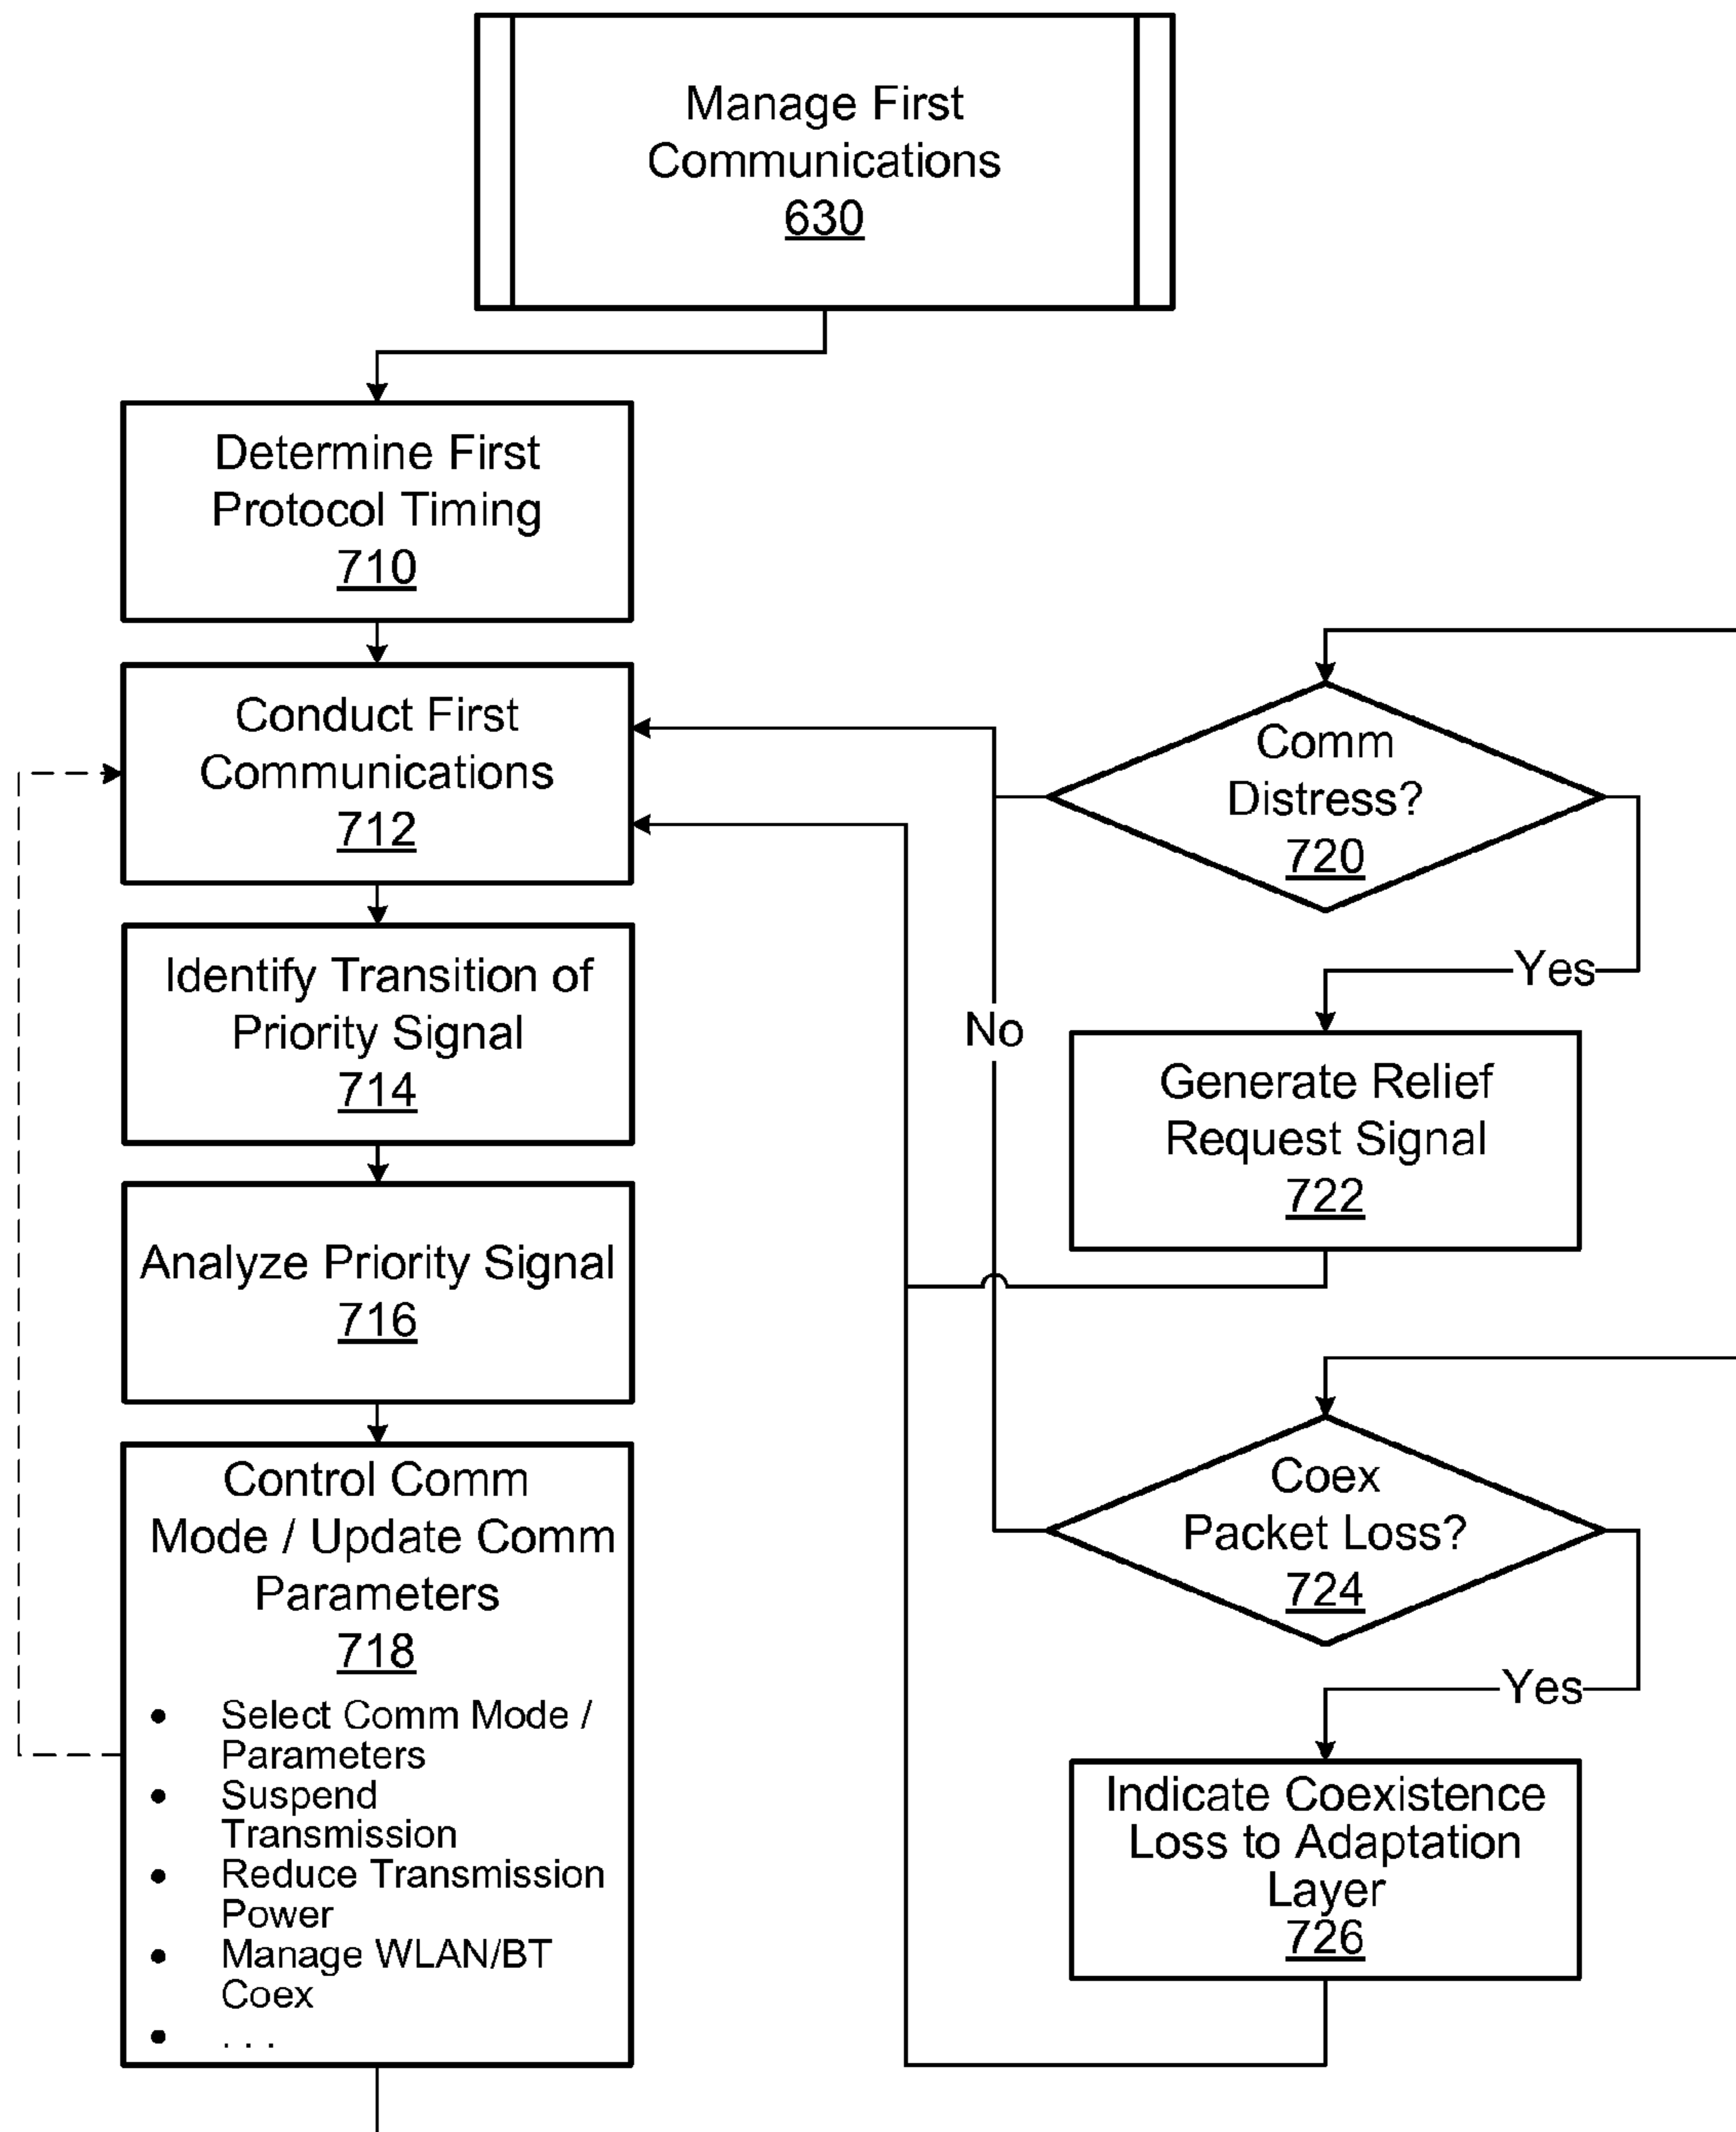 Manage First
Communications
630
Determine First
Protocol Timing
710
Conduct First
Communications
712
Identify Transition of
Priority Signal
714
Analyze Priority Signal
716
Control Comm
Mode / Update Comm
Parameters
718
• Select Comm Mode /
Parameters
• Suspend
Transmission
• Reduce Transmission
Power
• Manage WLAN/BT
Coex
• . . .
Comm
Distress?
720
Yes
No
Generate Relief
Request Signal
722
Coex
Packet Loss?
724
Yes
Indicate Coexistence
Loss to Adaptation
Layer
726